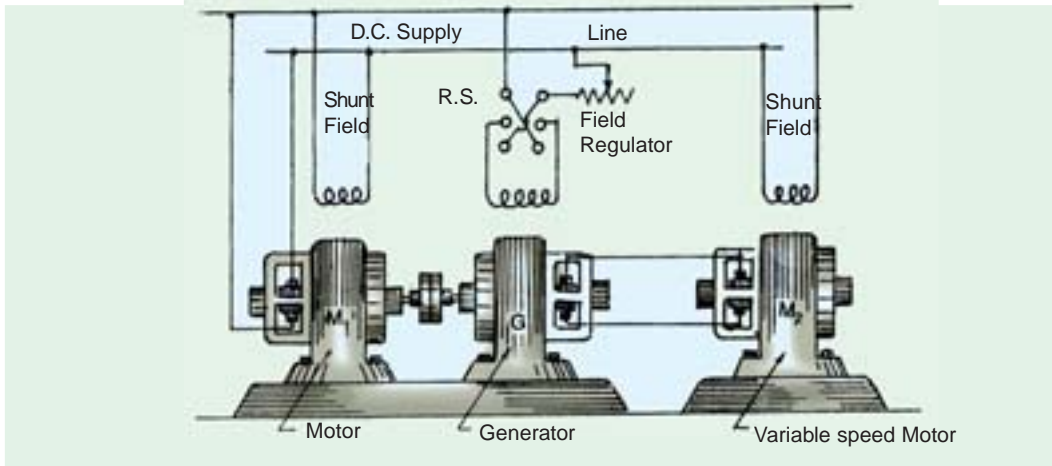 D.C. Supply Line
Shunt
Field
R.S.
Field
Regulator
Shunt
Field
M₁
G
M₂
Motor
Generator
Variable speed Motor